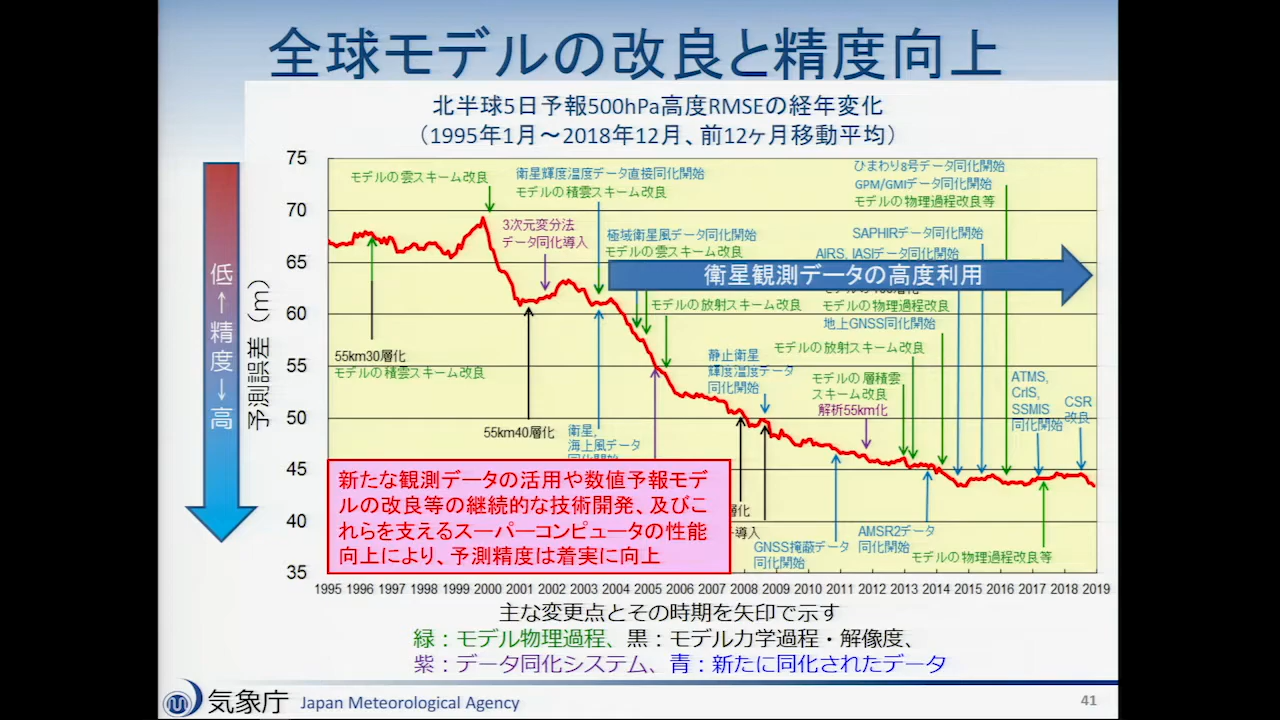 全球モデルの改良と精度向上
北半球5日予報500hPa高度RMSEの経年変化
（1995年1月～2018年12月、前12ヶ月移動平均）
低
↑
精
度
↓
高
予測誤差（m）
75
70
65
60
55
50
45
40
35
モデルの雲スキーム改良
衛星輝度温度データ直接同化開始
モデルの積雲スキーム改良
3次元変分法
データ同化導入
極域衛星風データ同化開始
モデルの雲スキーム改良
ひまわり8号データ同化開始
GPM/GMIデータ同化開始
モデルの物理過程改良等
SAPHIRデータ同化開始
AIRS, IASIデータ同化開始
衛星観測データの高度利用
モデルの放射スキーム改良
モデルの物理過程改良
地上GNSS同化開始
モデルの放射スキーム改良
静止衛星
輝度温度データ
同化開始
モデルの層積雲
スキーム改良
解析55km化
55km30層化
モデルの積雲スキーム改良
55km40層化
衛星,
海上風データ
ATMS,
CrIS,
SSMIS
同化開始
CSR
改良
新たな観測データの活用や数値予報モデ
ルの改良等の継続的な技術開発、及びこ
れらを支えるスーパーコンピュータの性能
向上により、予測精度は着実に向上
層化
導入
GNSS掩蔽データ
同化開始
AMSR2データ
同化開始
モデルの物理過程改良等
1995 1996 1997 1998 1999 2000 2001 2002 2003 2004 2005 2006 2007 2008 2009 2010 2011 2012 2013 2014 2015 2016 2017 2018 2019
主な変更点とその時期を矢印で示す
緑：モデル物理過程、黒：モデル力学過程・解像度、
紫：データ同化システム、青：新たに同化されたデータ
気象庁 Japan Meteorological Agency
41